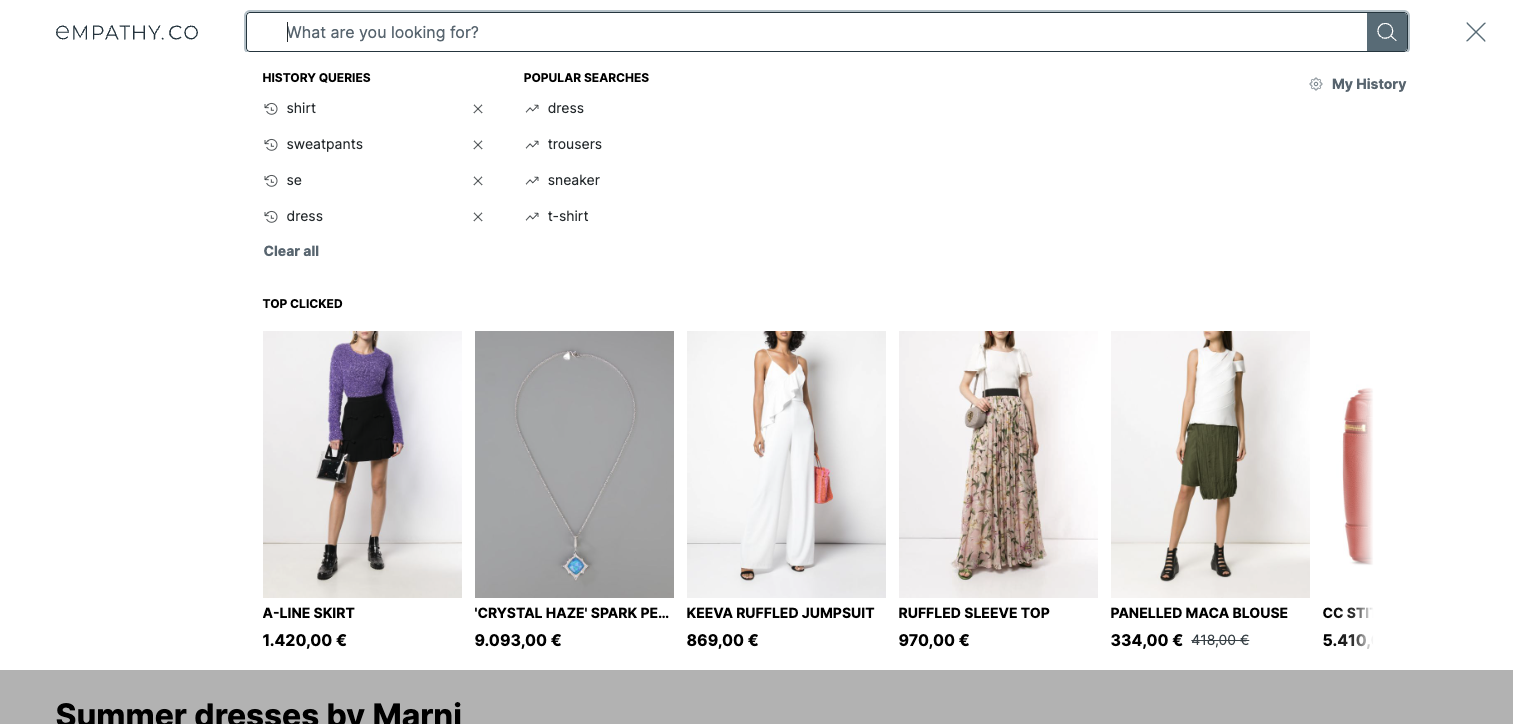 eMPATHY.CO
What are you looking for?
HISTORY QUERIES
shirt
sweatpants
se
dress
Clear all
POPULAR SEARCHES
dress
trousers
sneaker
t-shirt
My History
TOP CLICKED
A-LINE SKIRT
1.420,00 €
'CRYSTAL HAZE' SPARK PE...
9.093,00 €
KEEVA RUFFLED JUMPSUIT
869,00 €
RUFFLED SLEEVE TOP
970,00 €
PANELLED MACA BLOUSE
334,00 € 418,00 €
CC
5.410,
Summer dresses by Marni